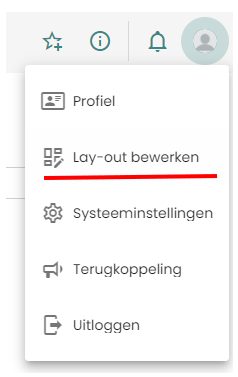 Profiel
Lay-out bewerken
Systeeminstellingen
Terugkoppeling
Uitloggen